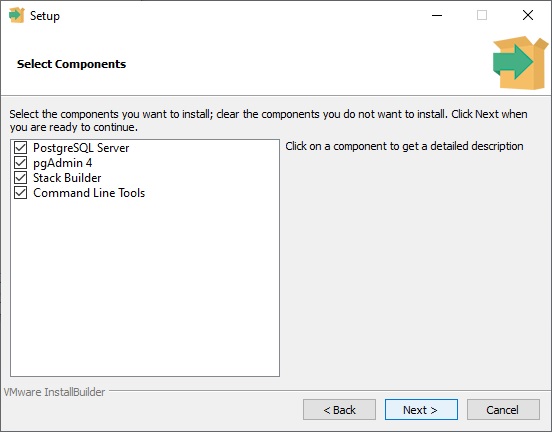 Setup
Select Components
Select the components you want to install; clear the components you do not want to install. Click Next when
you are ready to continue.
PostgreSQL Server
pgAdmin 4
Stack Builder
Command Line Tools
Click on a component to get a detailed description
VMware InstallBuilder
< Back
Next >
Cancel